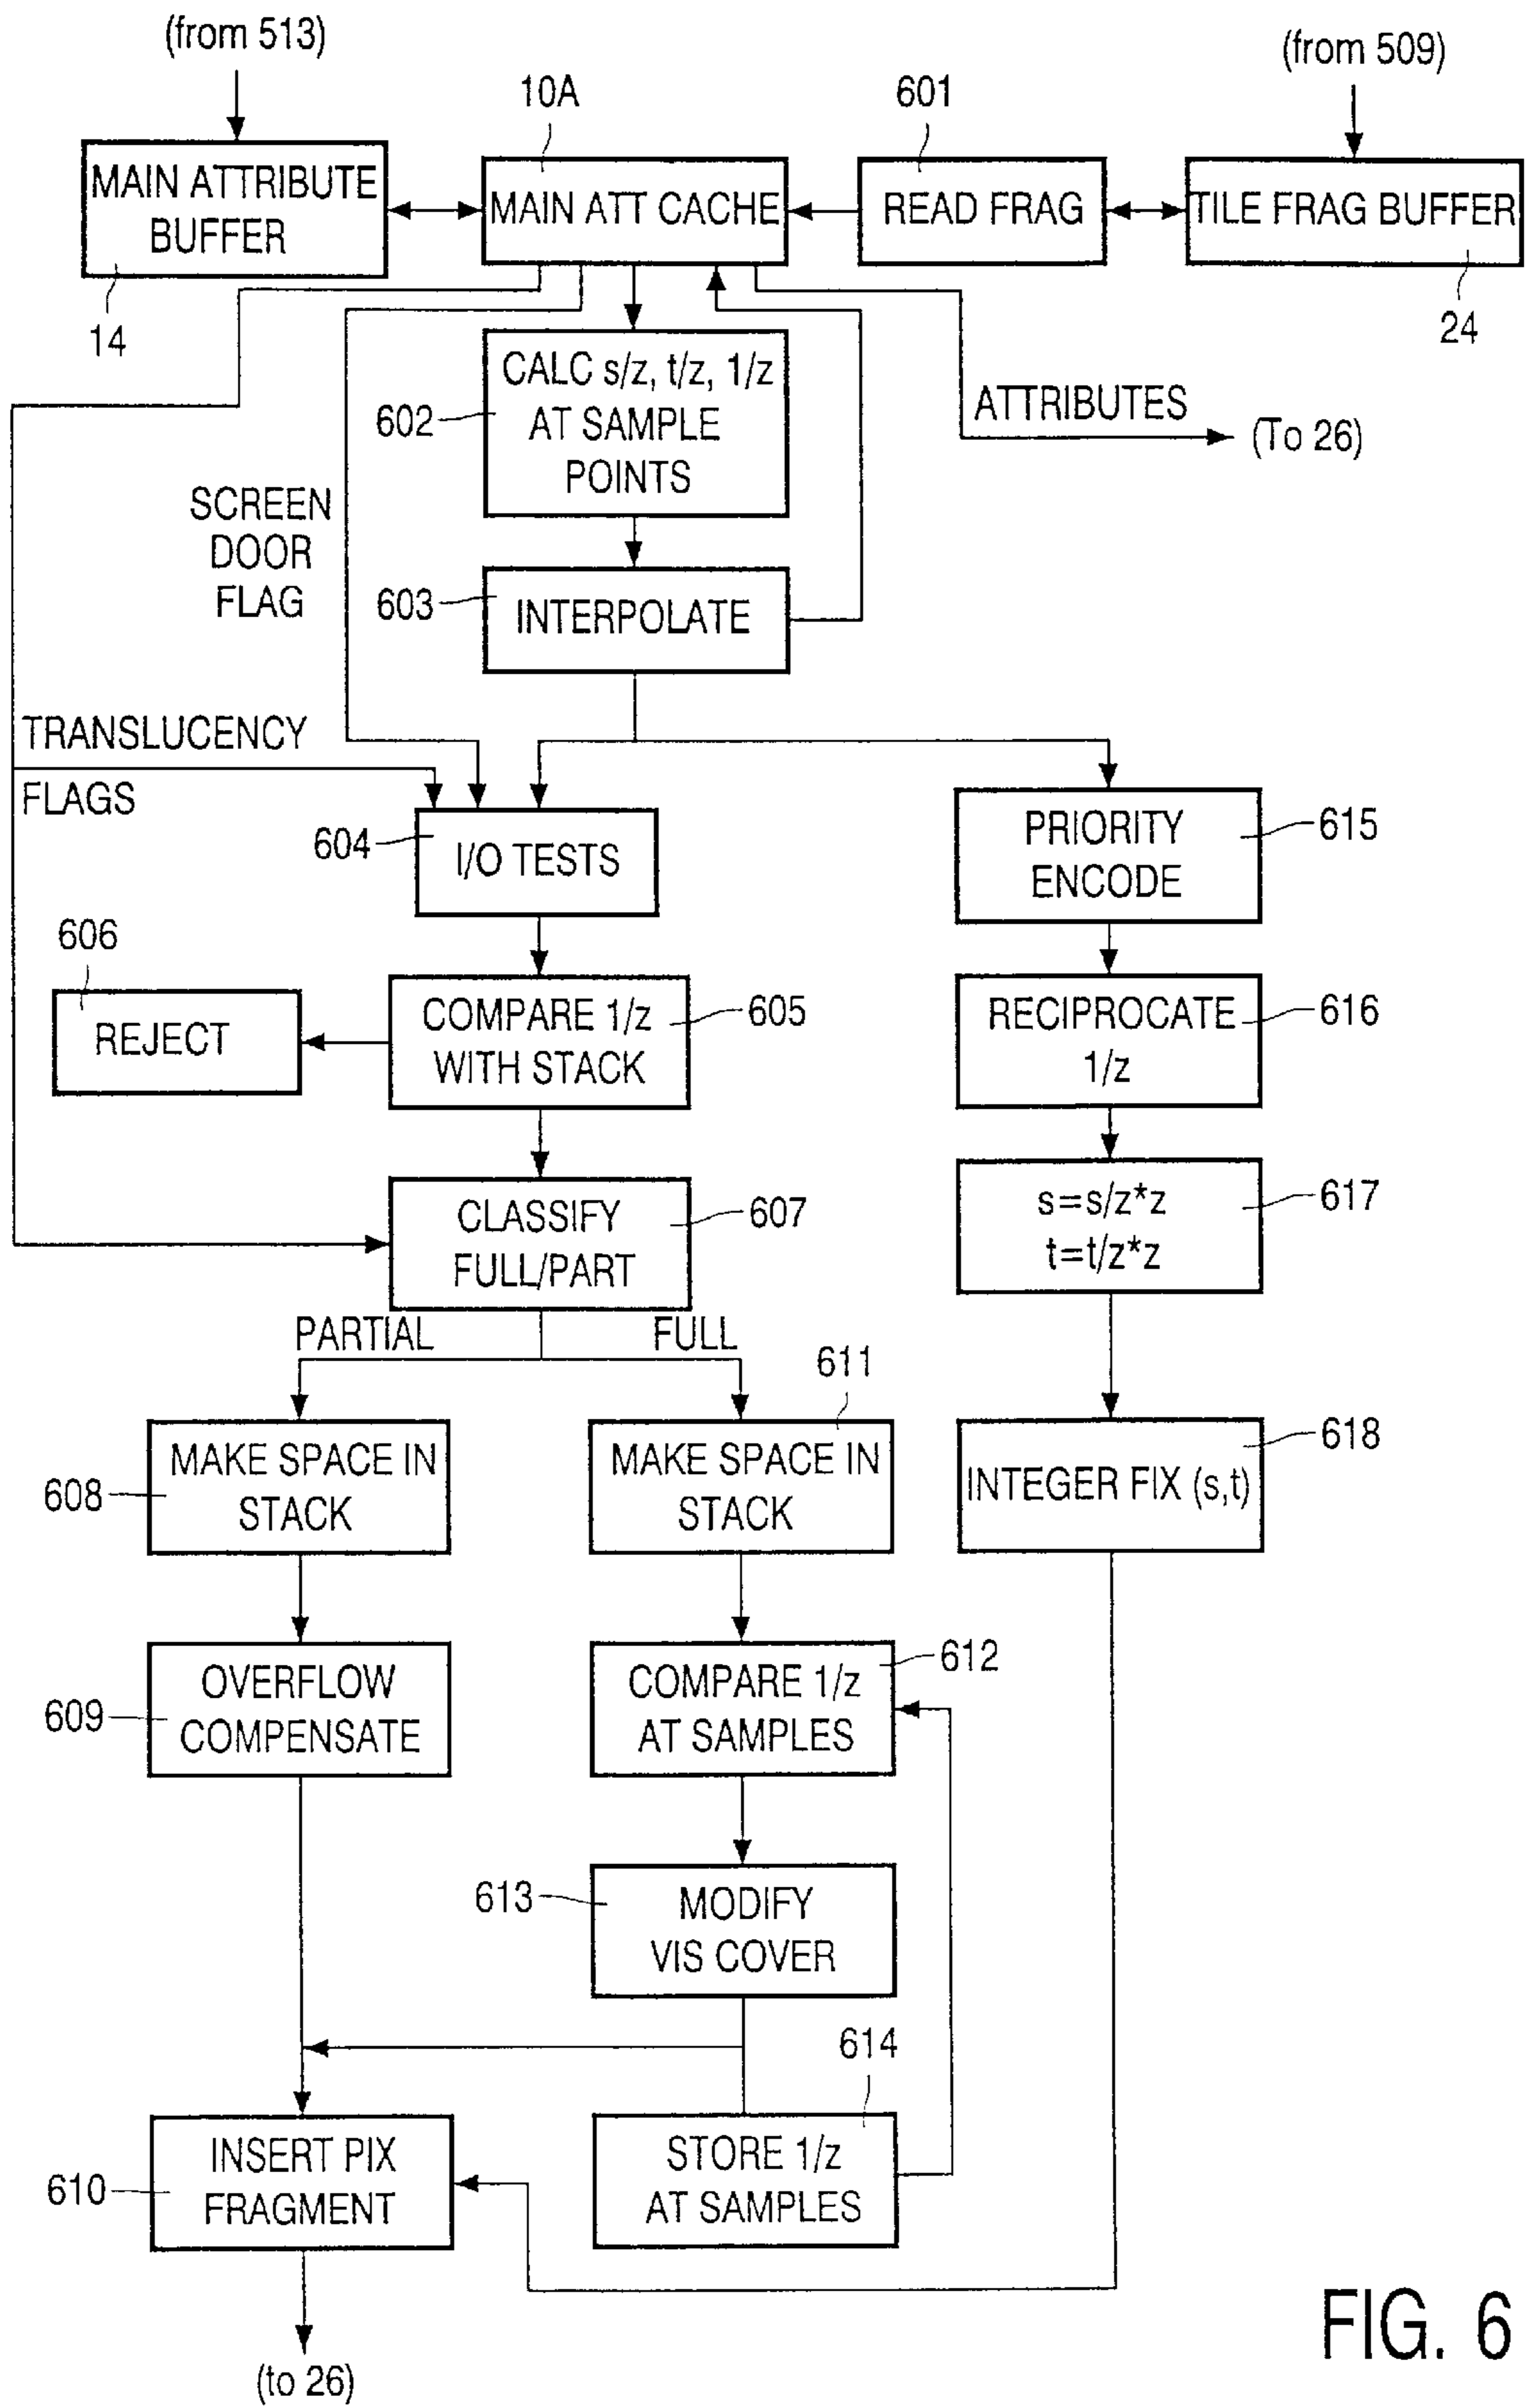 (from 513)
(from 509)
10A
601
MAIN ATTRIBUTE
BUFFER
MAIN ATT CACHE
READ FRAG
TILE FRAG BUFFER
14
24
CALC s/z, t/z, 1/z
AT SAMPLE
POINTS
602
ATTRIBUTES
(To 26)
SCREEN
DOOR
FLAG
603
INTERPOLATE
TRANSLUCENCY
FLAGS
604
I/O TESTS
PRIORITY
ENCODE
615
606
REJECT
COMPARE 1/z
WITH STACK
605
RECIPROCATE
1/z
616
CLASSIFY
FULL/PART
607
s=s/z*z
t=t/z*z
617
PARTIAL
FULL
611
608
MAKE SPACE IN
STACK
MAKE SPACE IN
STACK
INTEGER FIX (s,t)
618
609
OVERFLOW
COMPENSATE
COMPARE 1/z
AT SAMPLES
612
613
MODIFY
VIS COVER
614
610
INSERT PIX
FRAGMENT
STORE 1/z
AT SAMPLES
(to 26)
FIG. 6